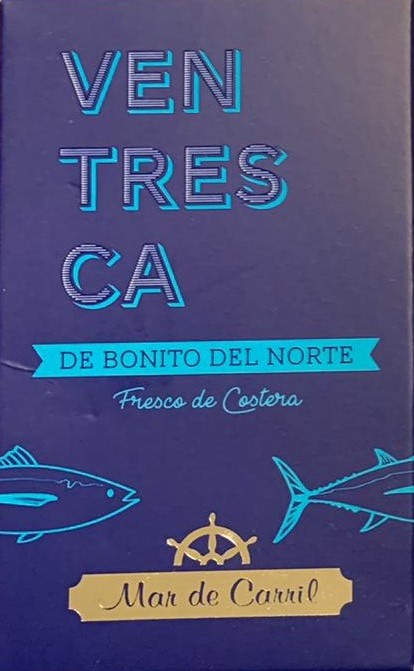 VEN
TRES
CA
DE BONITO DEL NORTE
Fresco de Costera
Mar de Carril